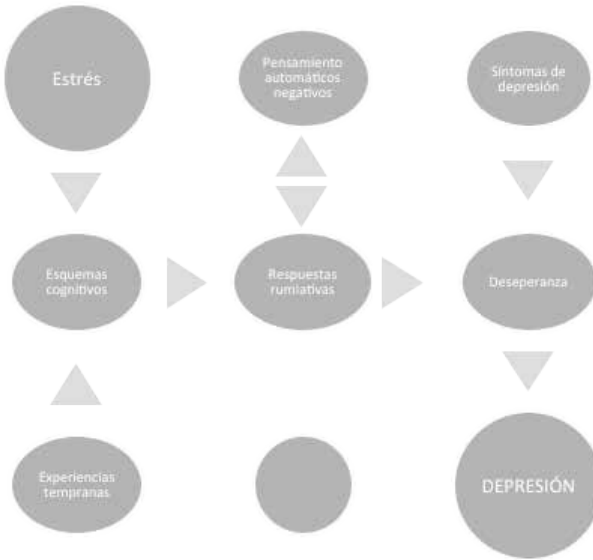 Estrés
Pensamiento
automáticos
negativos
Síntomas de
depresión
Esquemas
cognitivos
Respuestas
rumiativas
Deseperanza
Experiencias
tempranas
DEPRESIÓN